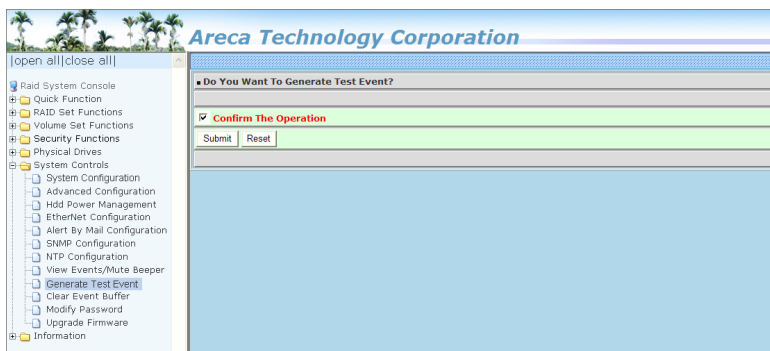 Areca Technology Corporation
|open all|close all|
Raid System Console
Quick Function
RAID Set Functions
Volume Set Functions
Security Functions
Physical Drives
System Controls
System Configuration
Advanced Configuration
Hdd Power Management
EtherNet Configuration
Alert By Mail Configuration
SNMP Configuration
NTP Configuration
View Events/Mute Beeper
Generate Test Event
Clear Event Buffer
Modify Password
Upgrade Firmware
Information
Do You Want To Generate Test Event?
Confirm The Operation
Submit Reset